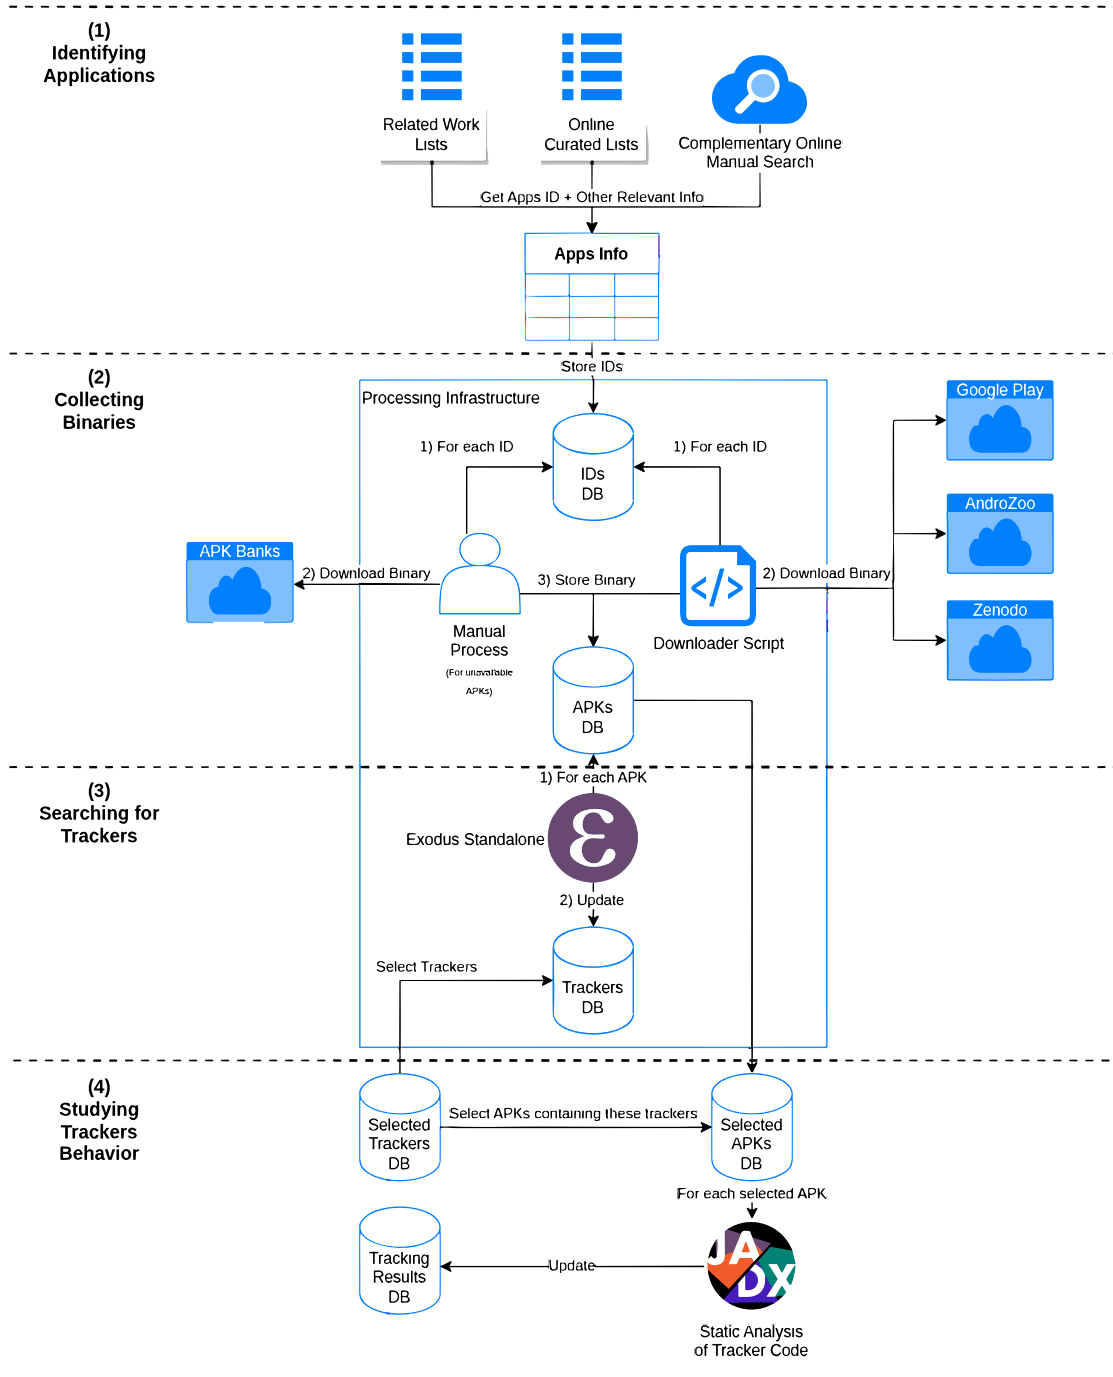 (1)
Identifying
Applications
Related Work
Lists
Online
Curated Lists
Complementary Online
Manual Search
Get Apps ID + Other Relevant Info
Apps Info
(2)
Collecting
Binaries
Store IDs
Processing Infrastructure
1) For each ID
1) For each ID
IDs
DB
Google Play
AndroZoo
Zenodo
APK Banks
2) Download Binary
3) Store Binary
2) Download Binary
Manual
Process
(For unavailable
APKs)
Downloader Script
APKs
DB
(3)
Searching for
Trackers
1) For each APK
Exodus Standalone
ε
2) Update
Select Trackers
Trackers
DB
(4)
Studying
Trackers
Behavior
Selected
Trackers
DB
Select APKs containing these trackers
Selected
APKs
DB
For each selected APK
Tracking
Results
DB
Update
JA
DX
Static Analysis
of Tracker Code